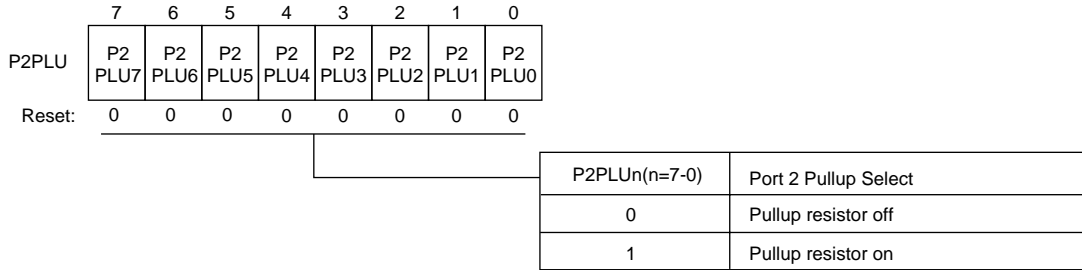 7 6 5 4 3 2 1 0
P2PLU P2 PLU7 P2 PLU6 P2 PLU5 P2 PLU4 P2 PLU3 P2 PLU2 P2 PLU1 P2 PLU0
Reset: 0 0 0 0 0 0 0 0
P2PLUn(n=7-0) Port 2 Pullup Select
0 Pullup resistor off
1 Pullup resistor on